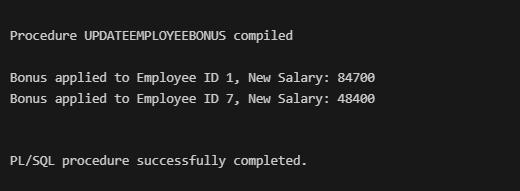 Procedure UPDATEEMPLOYEEBONUS compiled
Bonus applied to Employee ID 1, New Salary: 84700
Bonus applied to Employee ID 7, New Salary: 48400
PL/SQL procedure successfully completed.